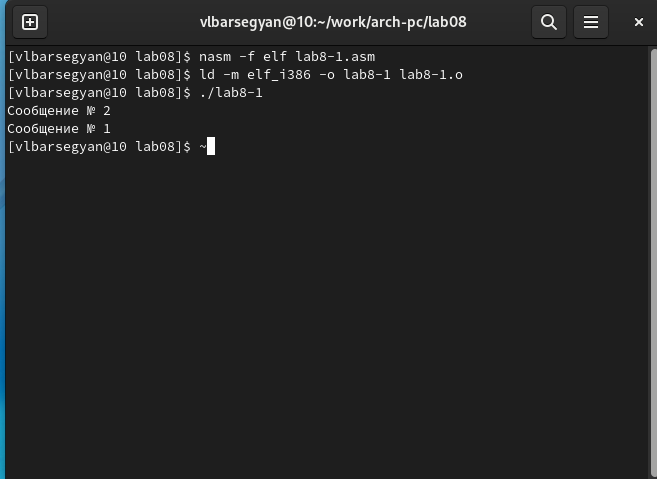 vlbarsegyan@10:~/work/arch-pc/lab08
[vlbarsegyan@10 lab08]$ nasm -f elf lab8-1.asm
[vlbarsegyan@10 lab08]$ ld -m elf_i386 -o lab8-1 lab8-1.o
[vlbarsegyan@10 lab08]$ ./lab8-1
Сообщение № 2
Сообщение № 1
[vlbarsegyan@10 lab08]$ ~